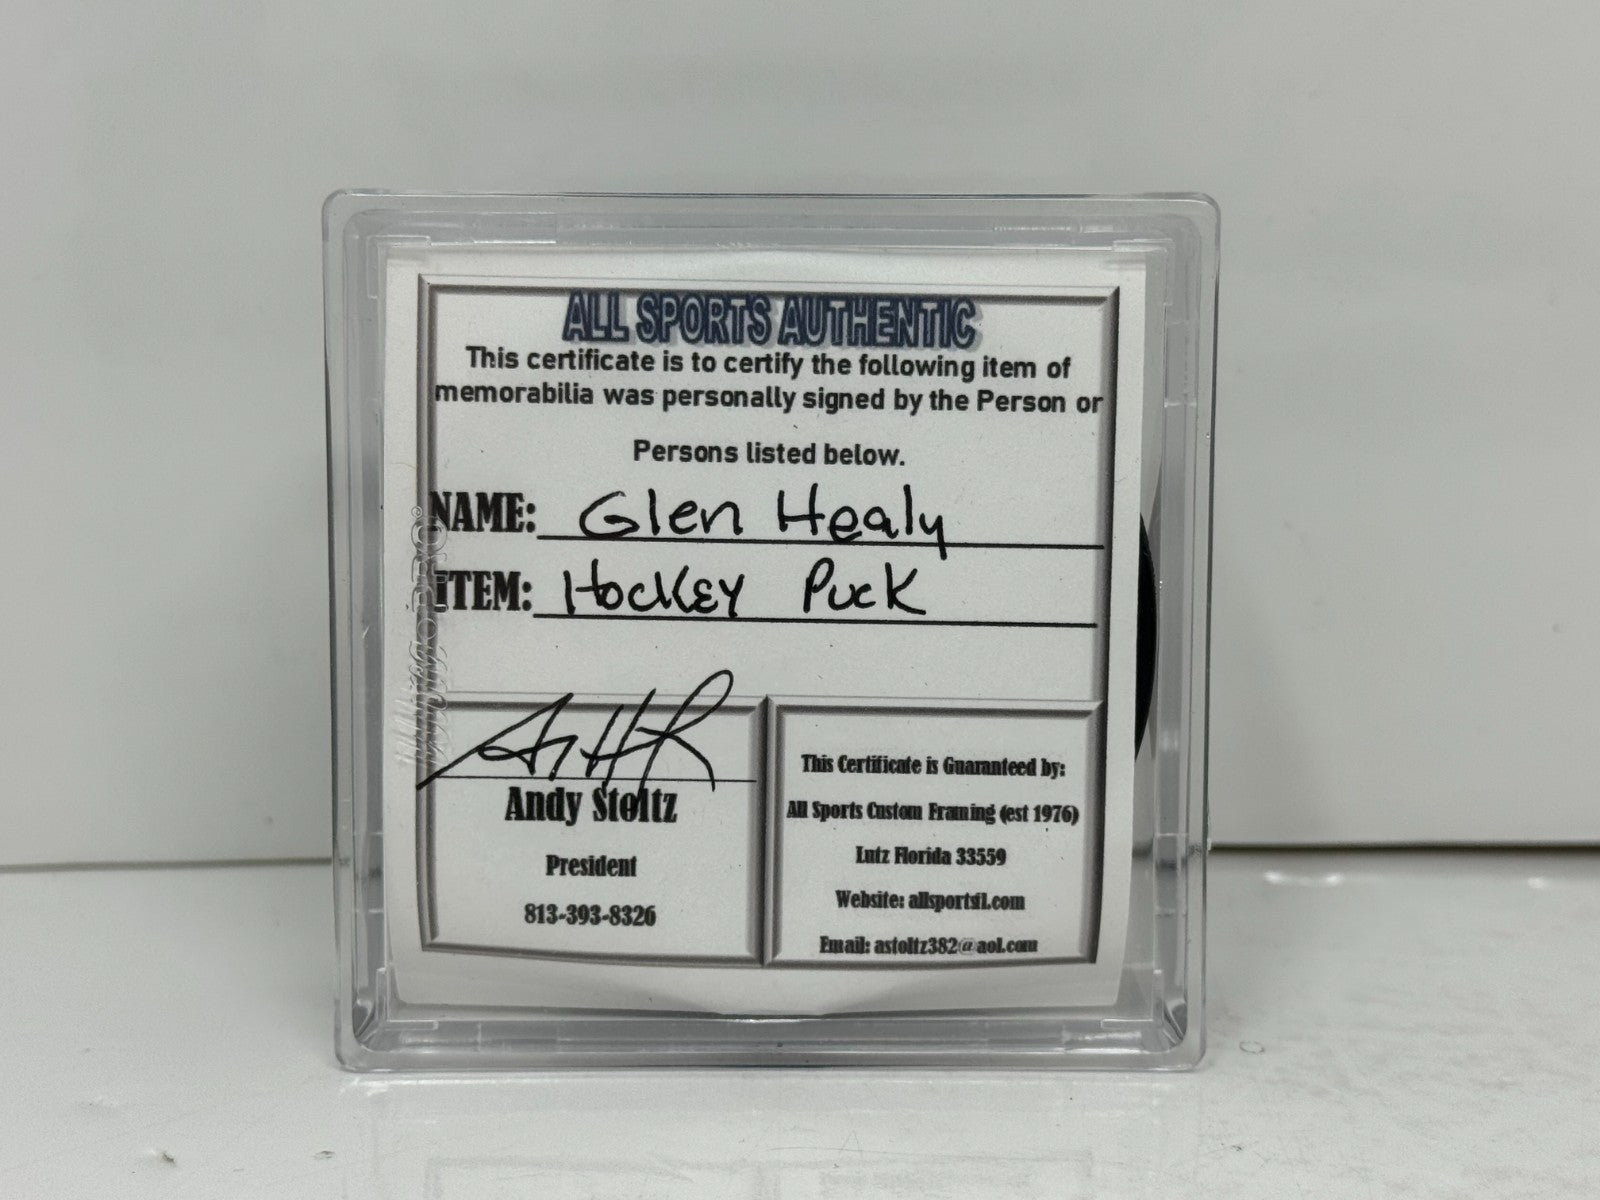 ALL SPORTS AUTHENTIC
This certificate is to certify the following item of
memorabilia was personally signed by the Person or
Persons listed below.
NAME: Glen Healy
ITEM: Hockey Puck
Andy Stoltz
President
813-393-8326
This Certificate is Guaranteed by:
All Sports Custom Framing (est 1976)
Lutz Florida 33559
Website: allsportsfl.com
Email: astoltz382@aol.com